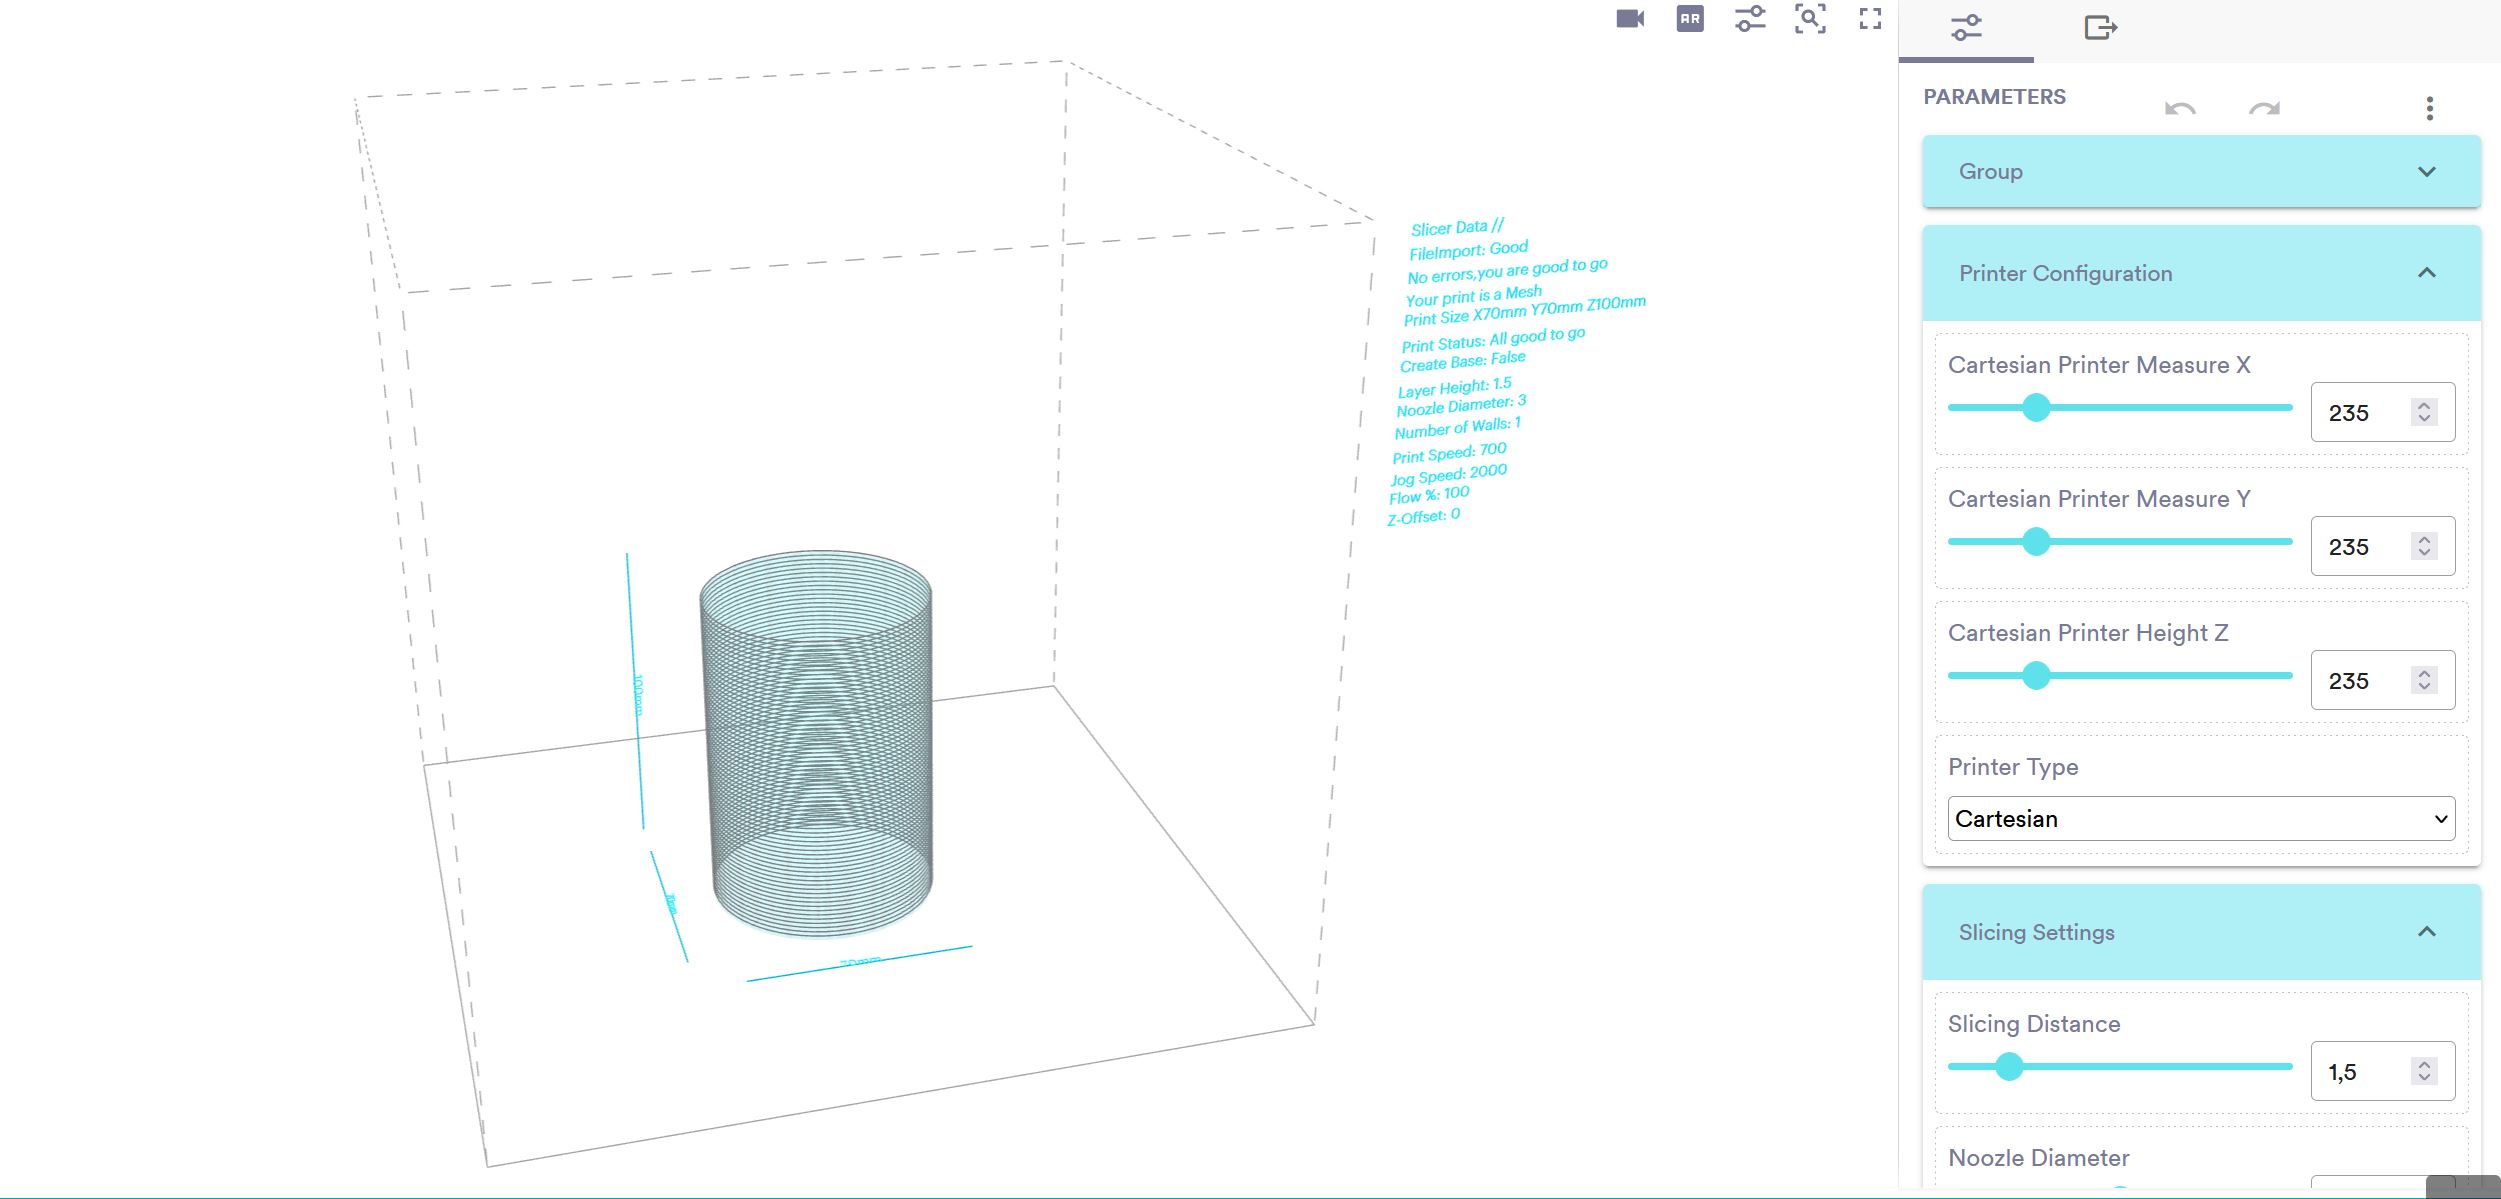 AR
PARAMETERS
Group
Printer Configuration
Cartesian Printer Measure X
235
Cartesian Printer Measure Y
235
Cartesian Printer Height Z
235
Printer Type
Cartesian
Slicing Settings
Slicing Distance
1,5
Noozle Diameter
Slicer Data //
FileImport: Good
No errors,you are good to go
Your print is a Mesh
Print Size X70mm Y70mm Z100mm
Print Status: All good to go
Create Base: False
Layer Height: 1.5
Noozle Diameter: 3
Number of Walls: 1
Print Speed: 700
Jog Speed: 2000
Flow %: 100
Z-Offset: 0
100mm
70mm